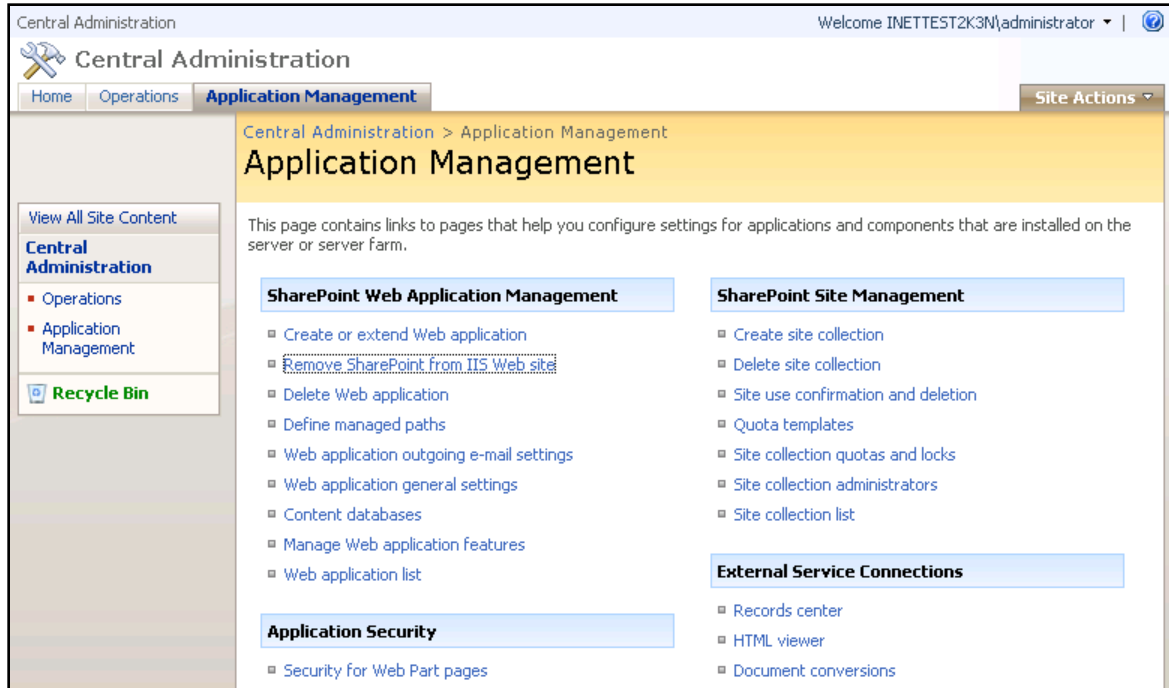 Central Administration
Welcome INETTEST2K3N\administrator
Central Administration
Home
Operations
Application Management
Site Actions
Central Administration > Application Management
Application Management
View All Site Content
Central
Administration
Operations
Application
Management
Recycle Bin
This page contains links to pages that help you configure settings for applications and components that are installed on the
server or server farm.
SharePoint Web Application Management
Create or extend Web application
Remove SharePoint from IIS Web site
Delete Web application
Define managed paths
Web application outgoing e-mail settings
Web application general settings
Content databases
Manage Web application features
Web application list
Application Security
Security for Web Part pages
SharePoint Site Management
Create site collection
Delete site collection
Site use confirmation and deletion
Quota templates
Site collection quotas and locks
Site collection administrators
Site collection list
External Service Connections
Records center
HTML viewer
Document conversions